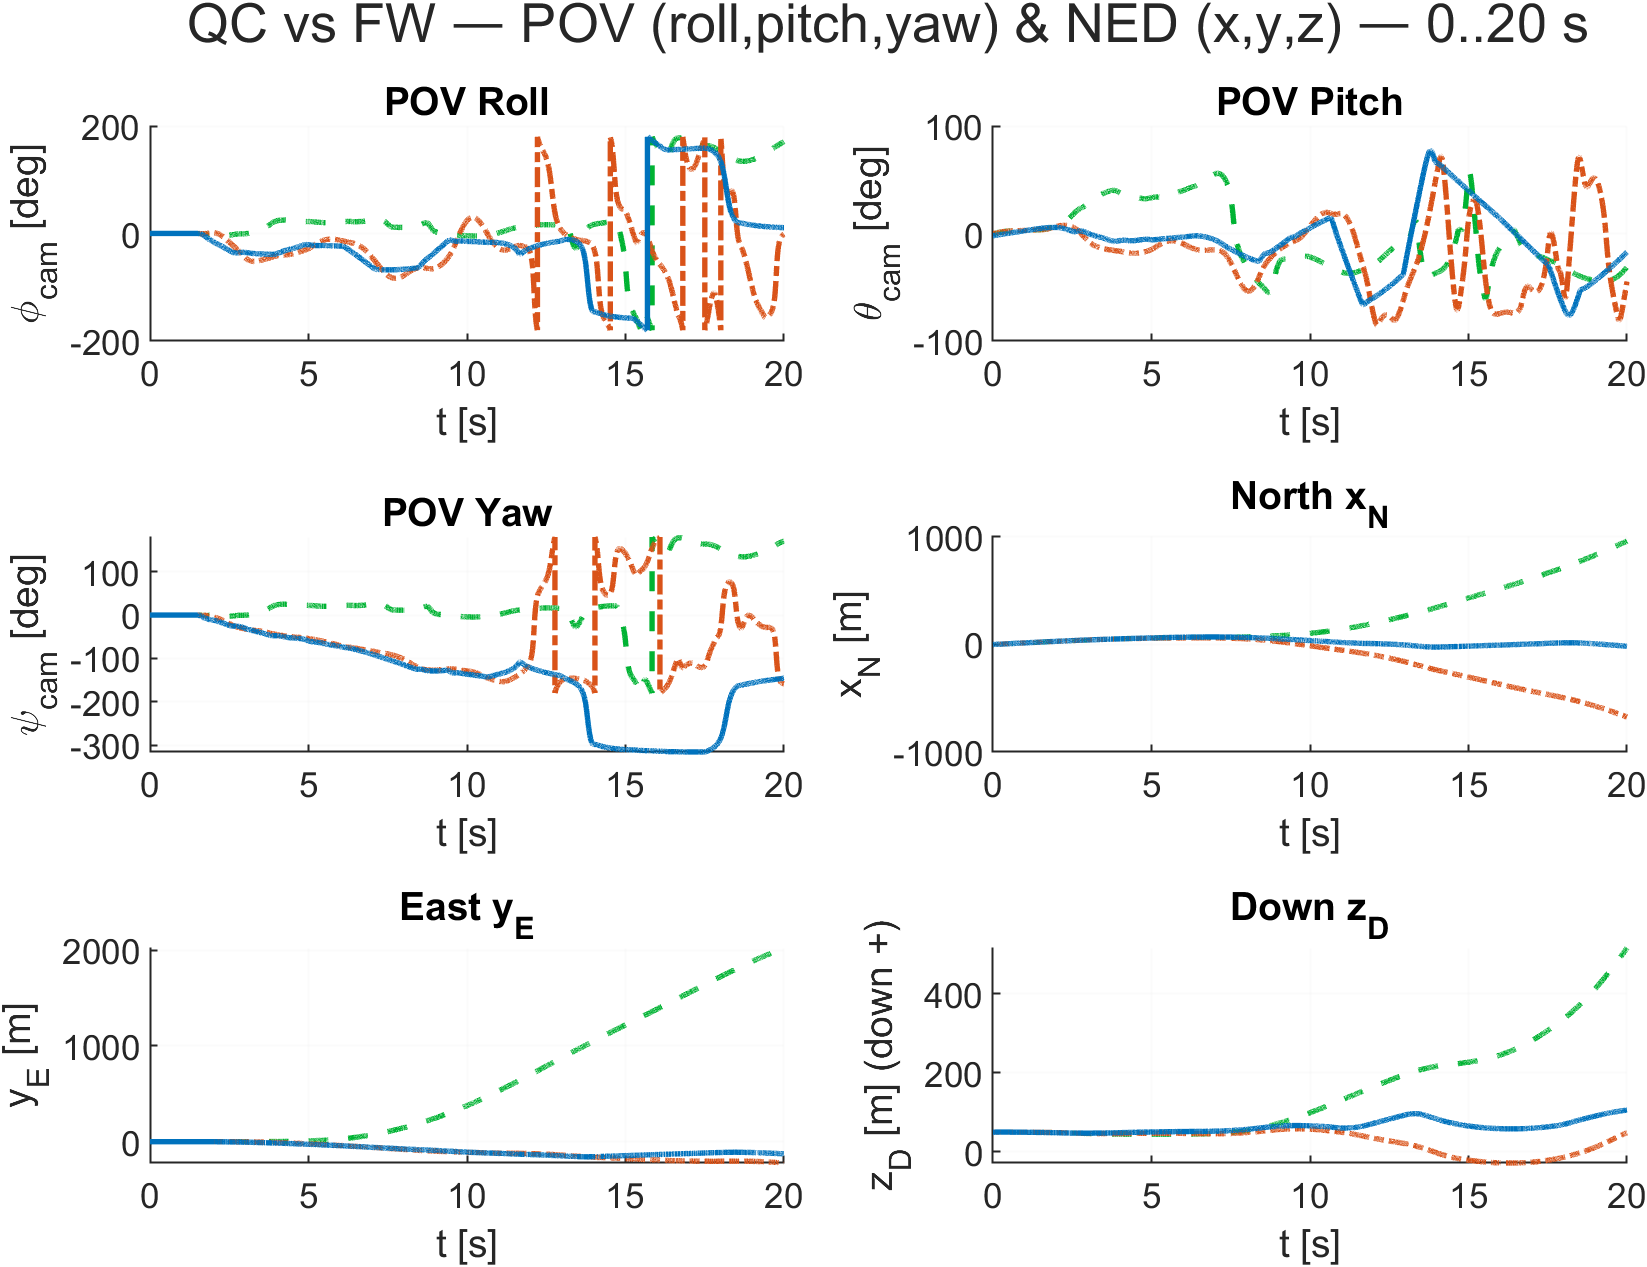 QC vs FW — POV (roll,pitch,yaw) & NED (x,y,z) — 0..20 s
POV Roll
200
0
-200
ϕcam [deg]
0 5 10 15 20
t [s]
POV Pitch
100
0
-100
θcam [deg]
0 5 10 15 20
t [s]
POV Yaw
100
0
-100
-200
-300
ψcam [deg]
0 5 10 15 20
t [s]
North xN
1000
0
-1000
xN [m]
0 5 10 15 20
t [s]
East yE
2000
1000
0
yE [m]
0 5 10 15 20
t [s]
Down zD
400
200
0
zD [m] (down +)
0 5 10 15 20
t [s]